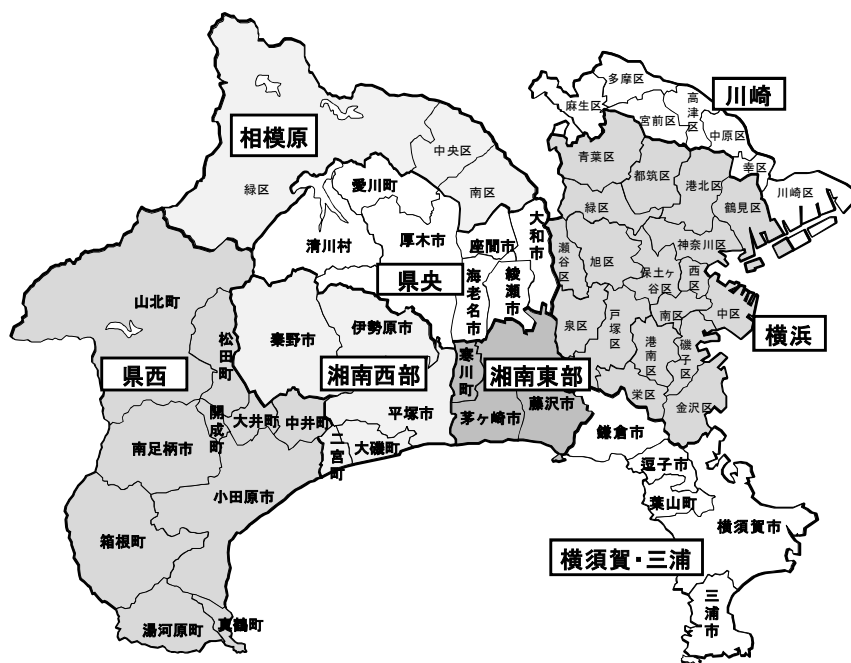 川崎
多摩区
麻生区
高津区
宮前区
中原区
幸区
川崎区
相模原
中央区
緑区
南区
横浜
青葉区
都筑区
港北区
鶴見区
緑区
神奈川区
瀬谷区
旭区
保土ヶ谷区
西区
中区
南区
泉区
戸塚区
港南区
磯子区
栄区
金沢区
県央
愛川町
清川村
厚木市
座間市
大和市
海老名市
綾瀬市
湘南西部
秦野市
伊勢原市
平塚市
二宮町
大磯町
湘南東部
寒川町
茅ヶ崎市
藤沢市
県西
山北町
松田町
開成町
大井町
中井町
南足柄市
小田原市
箱根町
湯河原町
真鶴町
横須賀・三浦
鎌倉市
逗子市
葉山町
横須賀市
三浦市